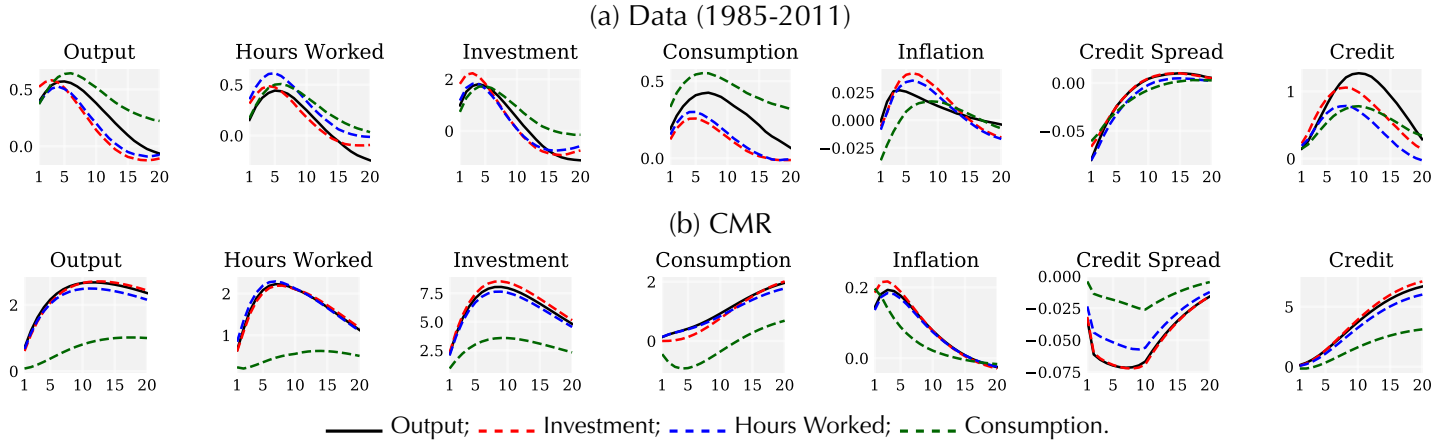 (a) Data (1985-2011)
Output Hours Worked Investment Consumption Inflation Credit Spread Credit
0.5 0.0 0.5 0.0 2 0 0.5 0.0 0.025 0.000 −0.025 0.00 −0.05 1 0
1 5 10 15 20 1 5 10 15 20 1 5 10 15 20 1 5 10 15 20 1 5 10 15 20 1 5 10 15 20 1 5 10 15 20
(b) CMR
Output Hours Worked Investment Consumption Inflation Credit Spread Credit
2 0 2 1 7.5 5.0 2.5 2 0 0.2 0.0 0.000 −0.025 −0.050 −0.075 5 0
1 5 10 15 20 1 5 10 15 20 1 5 10 15 20 1 5 10 15 20 1 5 10 15 20 1 5 10 15 20 1 5 10 15 20
Output; Investment; Hours Worked; Consumption.